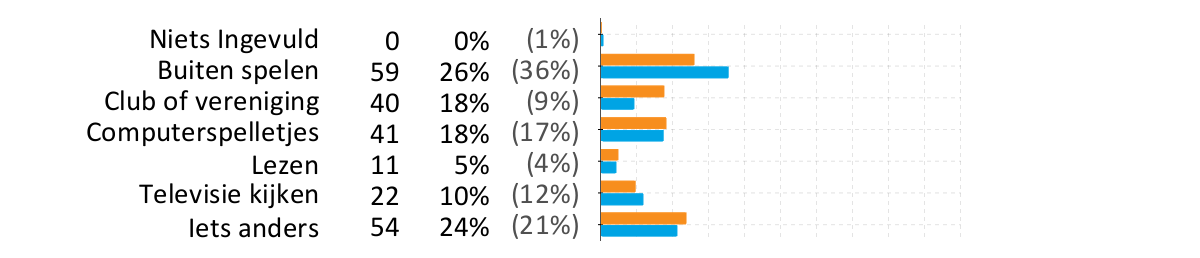 Niets Ingevuld 0 0% (1%)
Buiten spelen 59 26% (36%)
Club of vereniging 40 18% (9%)
Computerspelletjes 41 18% (17%)
Lezen 11 5% (4%)
Televisie kijken 22 10% (12%)
Iets anders 54 24% (21%)